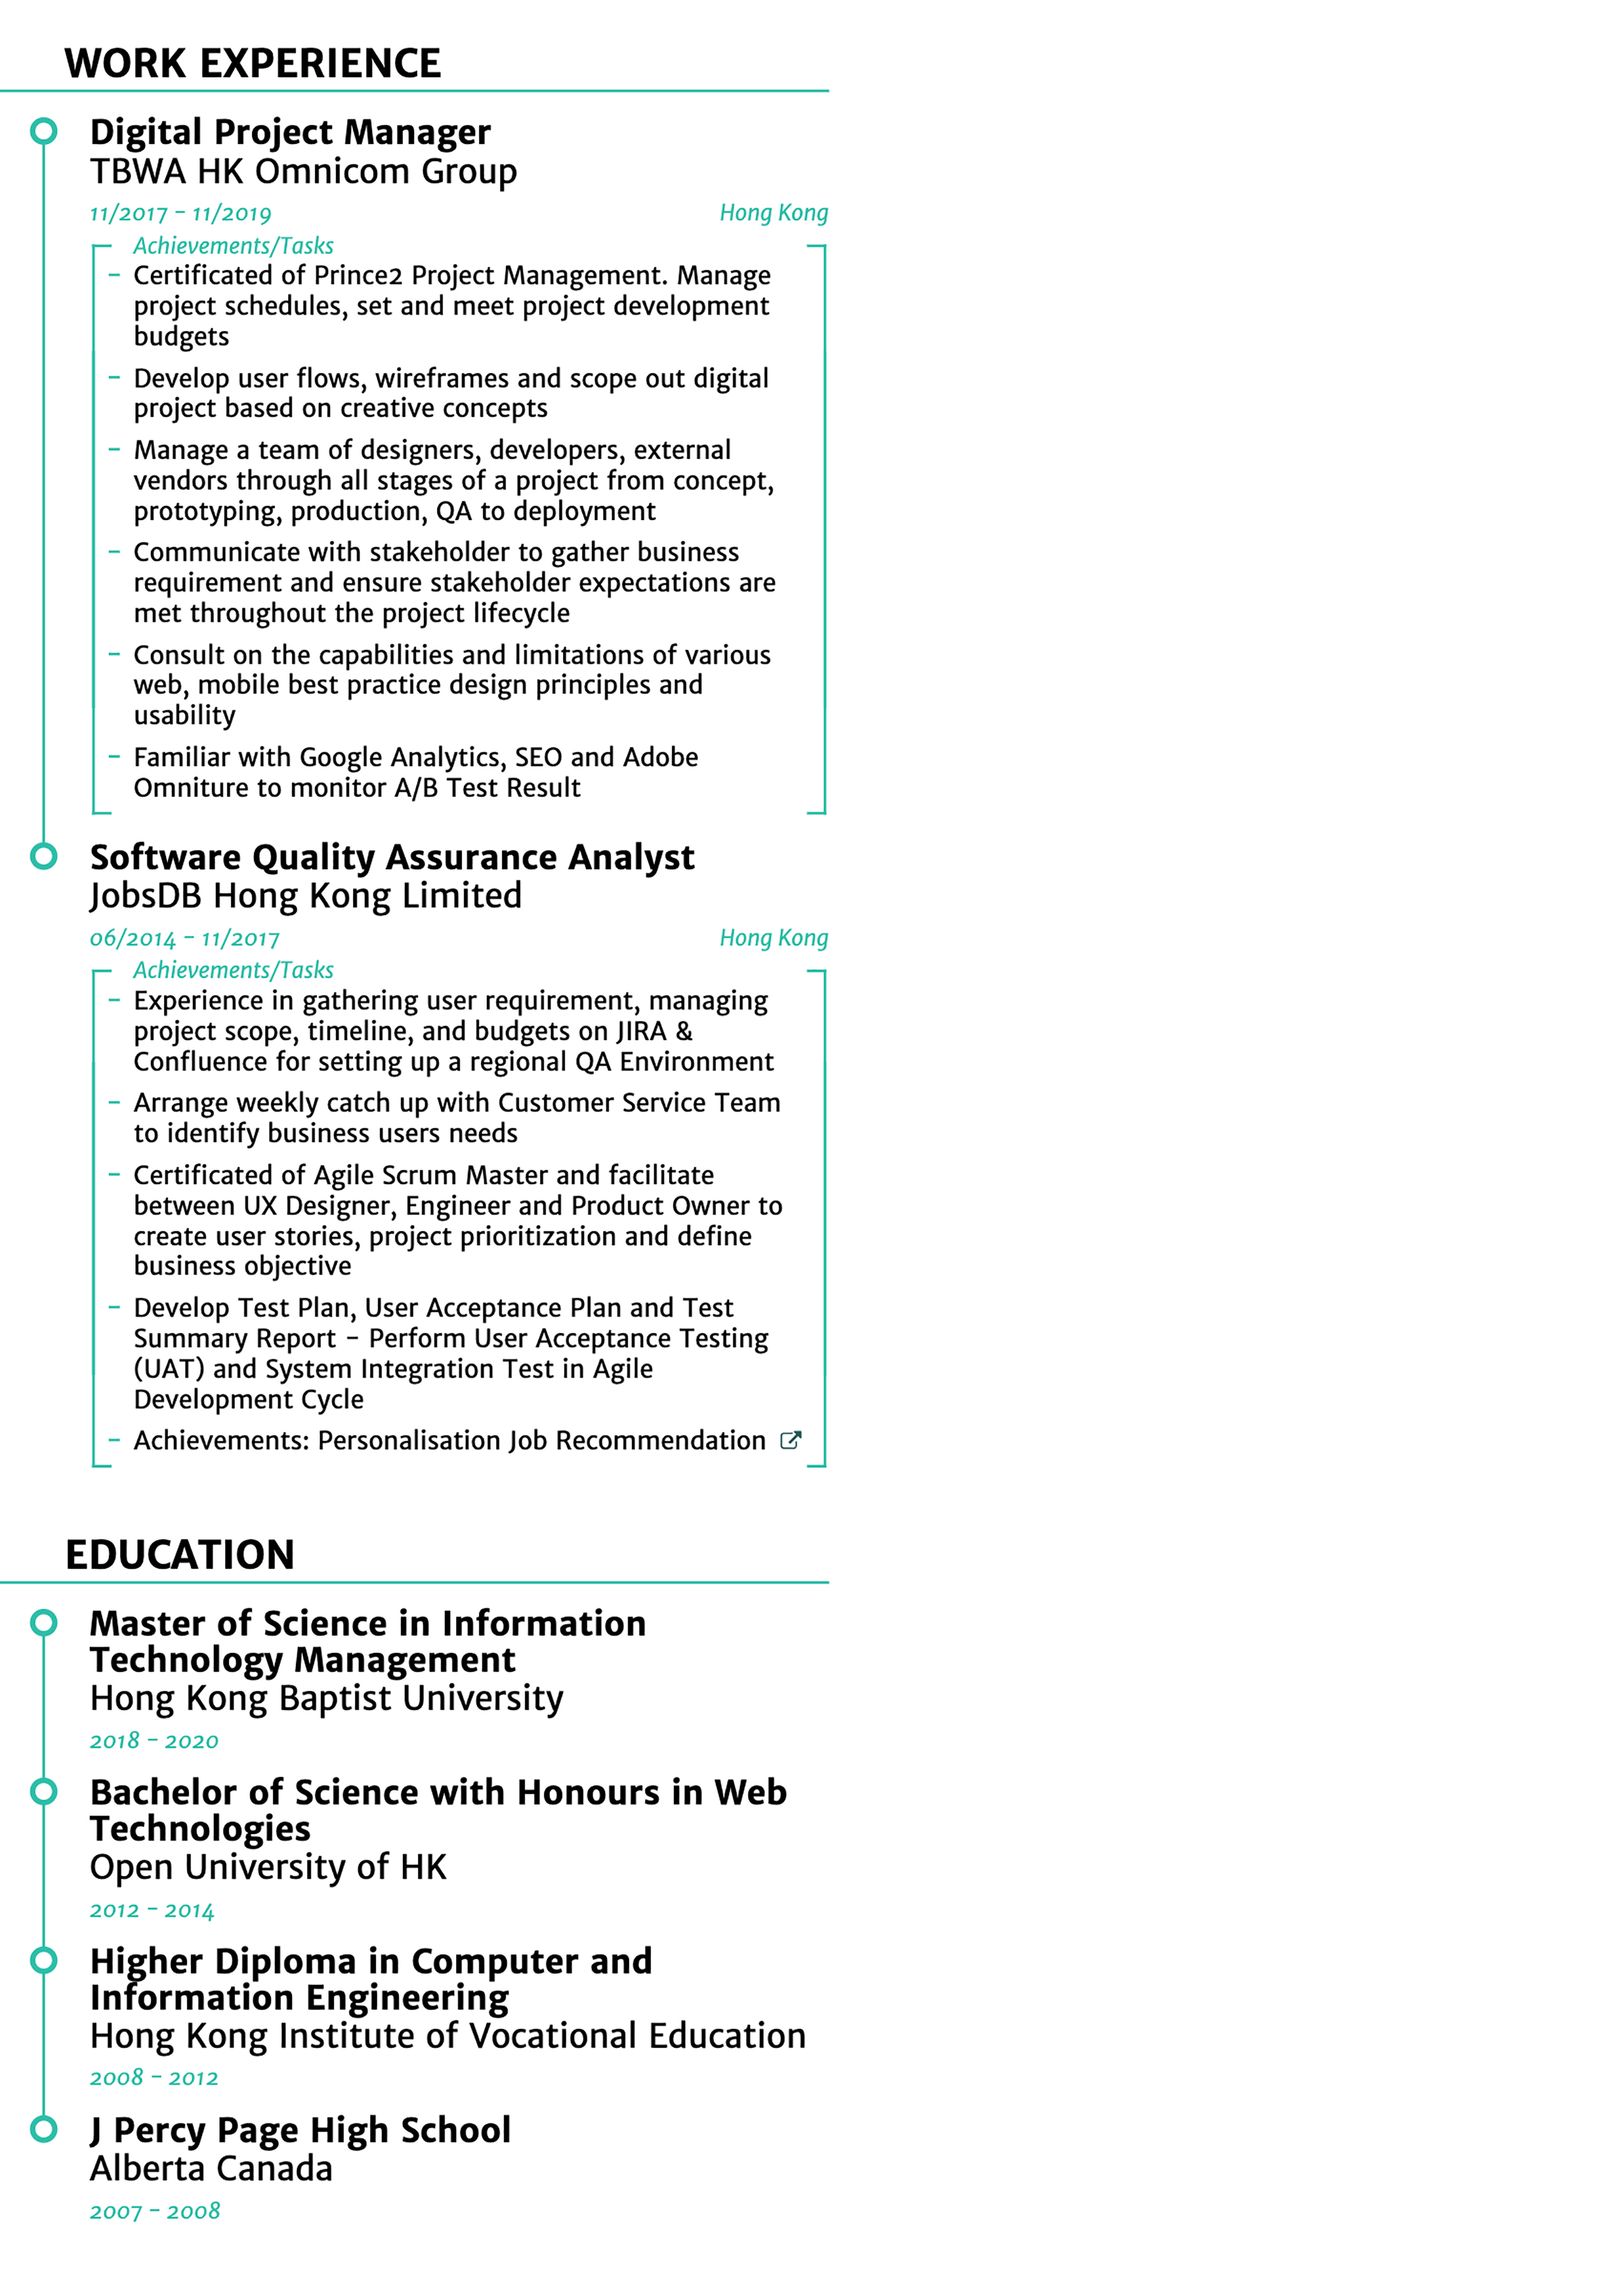 WORK EXPERIENCE
Digital Project Manager
TBWA HK Omnicom Group
11/2017 – 11/2019 Hong Kong
Achievements/Tasks
– Certificated of Prince2 Project Management. Manage
project schedules, set and meet project development
budgets
– Develop user flows, wireframes and scope out digital
project based on creative concepts
– Manage a team of designers, developers, external
vendors through all stages of a project from concept,
prototyping, production, QA to deployment
– Communicate with stakeholder to gather business
requirement and ensure stakeholder expectations are
met throughout the project lifecycle
– Consult on the capabilities and limitations of various
web, mobile best practice design principles and
usability
– Familiar with Google Analytics, SEO and Adobe
Omniture to monitor A/B Test Result
Software Quality Assurance Analyst
JobsDB Hong Kong Limited
06/2014 – 11/2017 Hong Kong
Achievements/Tasks
– Experience in gathering user requirement, managing
project scope, timeline, and budgets on JIRA &
Confluence for setting up a regional QA Environment
– Arrange weekly catch up with Customer Service Team
to identify business users needs
– Certificated of Agile Scrum Master and facilitate
between UX Designer, Engineer and Product Owner to
create user stories, project prioritization and define
business objective
– Develop Test Plan, User Acceptance Plan and Test
Summary Report – Perform User Acceptance Testing
(UAT) and System Integration Test in Agile
Development Cycle
– Achievements: Personalisation Job Recommendation
EDUCATION
Master of Science in Information
Technology Management
Hong Kong Baptist University
2018 – 2020
Bachelor of Science with Honours in Web
Technologies
Open University of HK
2012 – 2014
Higher Diploma in Computer and
Information Engineering
Hong Kong Institute of Vocational Education
2008 – 2012
J Percy Page High School
Alberta Canada
2007 – 2008